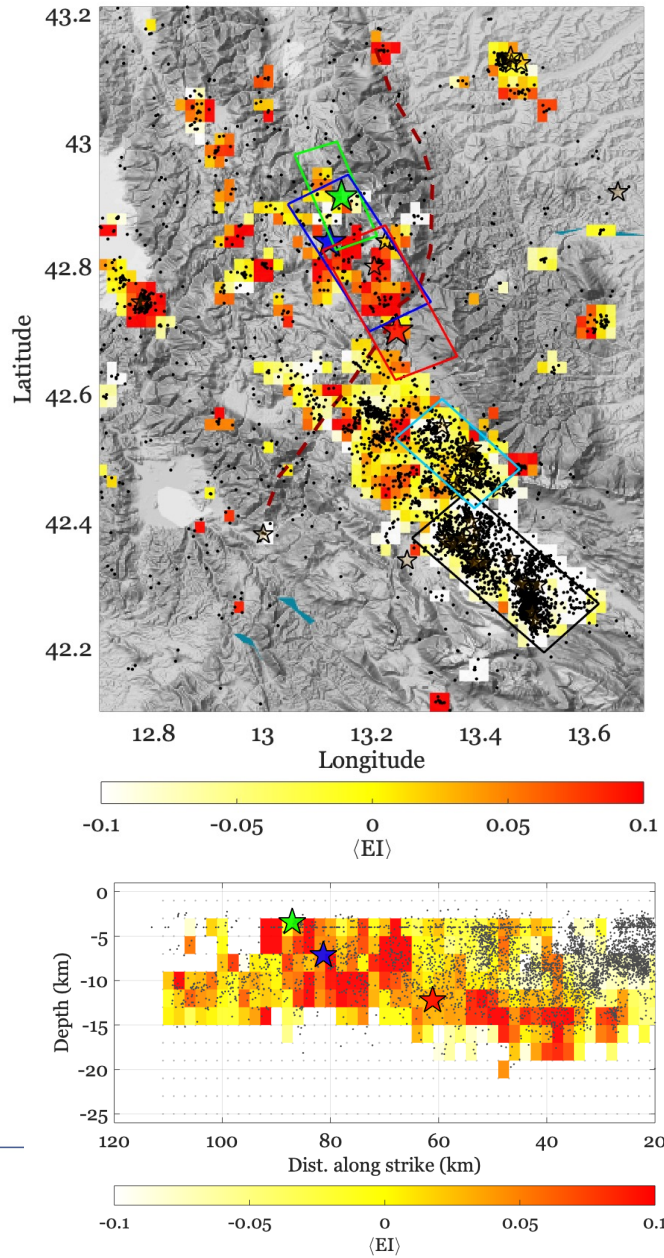 43.2
43
42.8
42.6
42.4
42.2
Latitude
12.8 13 13.2 13.4 13.6
Longitude
-0.1 -0.05 0 0.05 0.1
⟨EI⟩
0
-5
-10
-15
-20
-25
Depth (km)
120 100 80 60 40 20
Dist. along strike (km)
-0.1 -0.05 0 0.05 0.1
⟨EI⟩